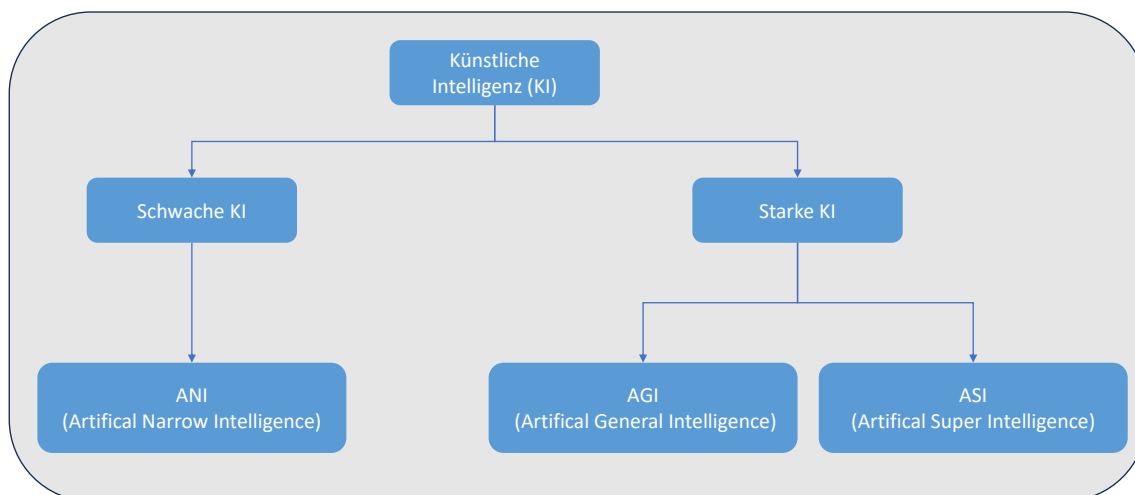 Künstliche
Intelligenz (KI)
Schwache KI
Starke KI
ANI
(Artifical Narrow Intelligence)
AGI
(Artifical General Intelligence)
ASI
(Artifical Super Intelligence)